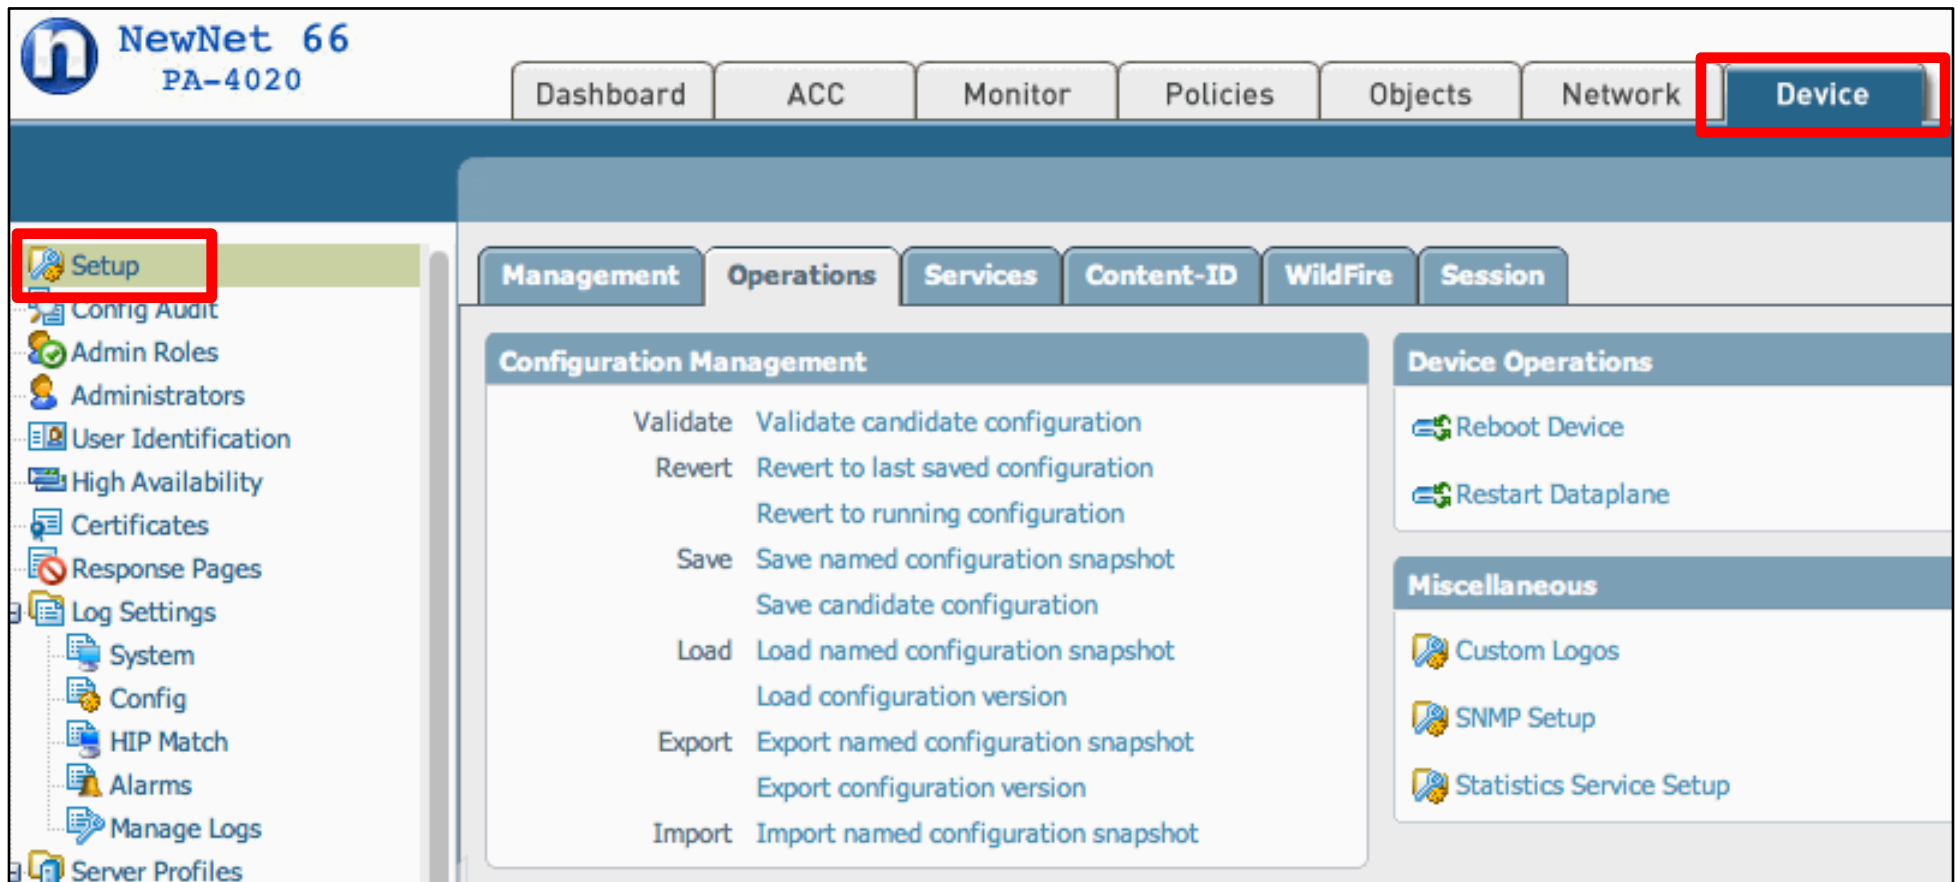 n
NewNet 66
PA-4020
Dashboard
ACC
Monitor
Policies
Objects
Network
Device
Setup
Config Audit
Admin Roles
Administrators
User Identification
High Availability
Certificates
Response Pages
Log Settings
System
Config
HIP Match
Alarms
Manage Logs
Server Profiles
Management
Operations
Services
Content-ID
WildFire
Session
Configuration Management
Validate Validate candidate configuration
Revert Revert to last saved configuration
Revert to running configuration
Save Save named configuration snapshot
Save candidate configuration
Load Load named configuration snapshot
Load configuration version
Export Export named configuration snapshot
Export configuration version
Import Import named configuration snapshot
Device Operations
Reboot Device
Restart Dataplane
Miscellaneous
Custom Logos
SNMP Setup
Statistics Service Setup